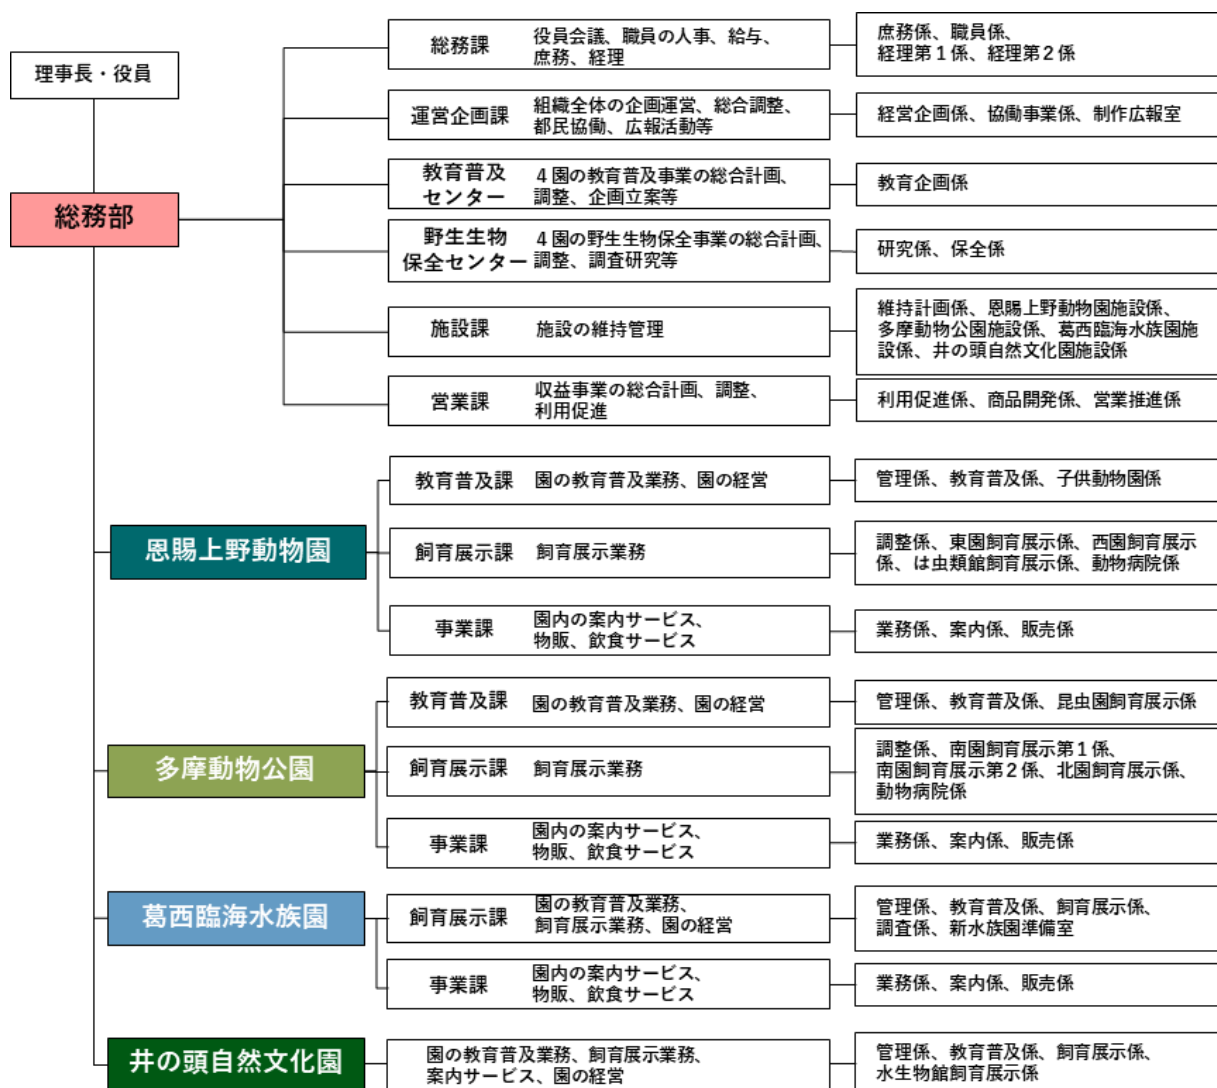 理事長・役員
総務部
総務課
役員会議、職員の人事、給与、
庶務、経理
庶務係、職員係、
経理第1係、経理第2係
運営企画課
組織全体の企画運営、総合調整、
都民協働、広報活動等
経営企画係、協働事業係、制作広報室
教育普及
センター
4園の教育普及事業の総合計画、
調整、企画立案等
教育企画係
野生生物
保全センター
4園の野生生物保全事業の総合計画、
調整、調査研究等
研究係、保全係
施設課
施設の維持管理
維持計画係、恩賜上野動物園施設係、
多摩動物公園施設係、葛西臨海水族園施
設係、井の頭自然文化園施設係
営業課
収益事業の総合計画、調整、
利用促進
利用促進係、商品開発係、営業推進係
恩賜上野動物園
教育普及課
園の教育普及業務、園の経営
管理係、教育普及係、子供動物園係
飼育展示課
飼育展示業務
調整係、東園飼育展示係、西園飼育展示
係、は虫類館飼育展示係、動物病院係
事業課
園内の案内サービス、
物販、飲食サービス
業務係、案内係、販売係
多摩動物公園
教育普及課
園の教育普及業務、園の経営
管理係、教育普及係、昆虫園飼育展示係
飼育展示課
飼育展示業務
調整係、南園飼育展示第1係、
南園飼育展示第2係、北園飼育展示係、
動物病院係
事業課
園内の案内サービス、
物販、飲食サービス
業務係、案内係、販売係
葛西臨海水族園
飼育展示課
園の教育普及業務、
飼育展示業務、園の経営
管理係、教育普及係、飼育展示係、
調査係、新水族園準備室
事業課
園内の案内サービス、
物販、飲食サービス
業務係、案内係、販売係
井の頭自然文化園
園の教育普及業務、飼育展示業務、
案内サービス、園の経営
管理係、教育普及係、飼育展示係、
水生物館飼育展示係